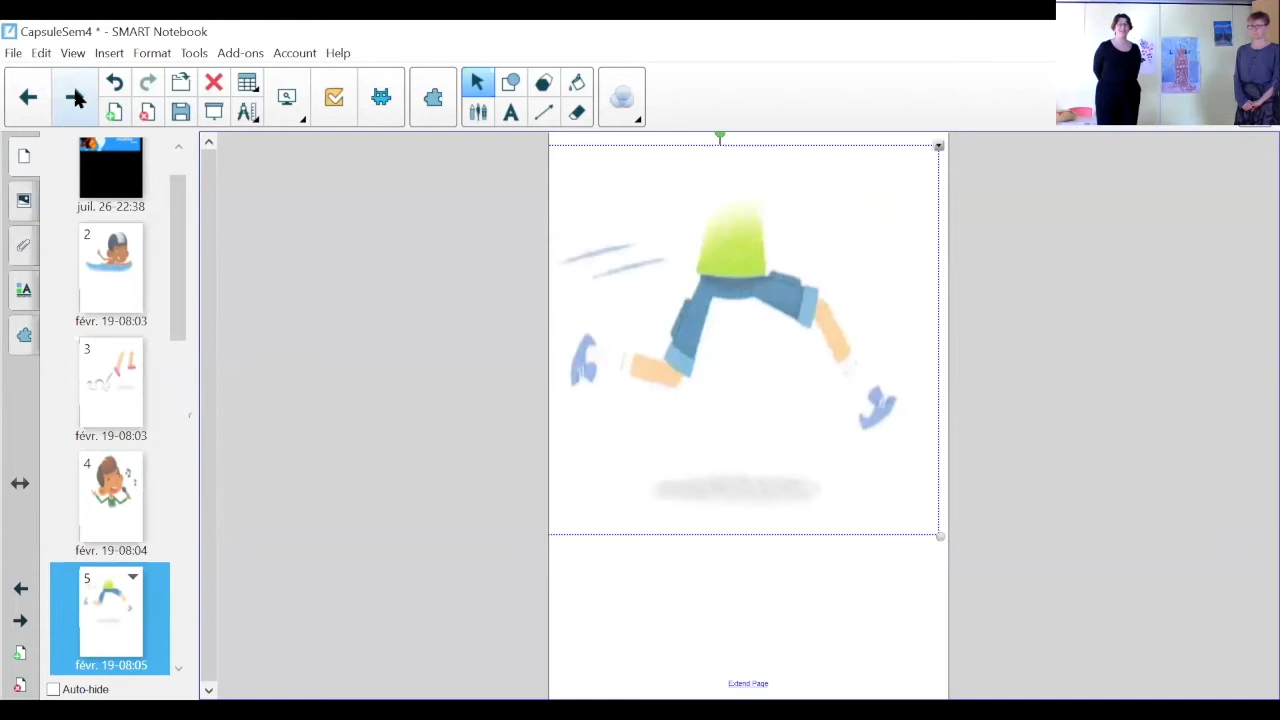 CapsuleSem4 * - SMART Notebook
File Edit View Insert Format Tools Add-ons Account Help
juil. 26-22:38
2
févr. 19-08:03
3
févr. 19-08:03
4
févr. 19-08:04
5
févr. 19-08:05
Auto-hide
Extend Page